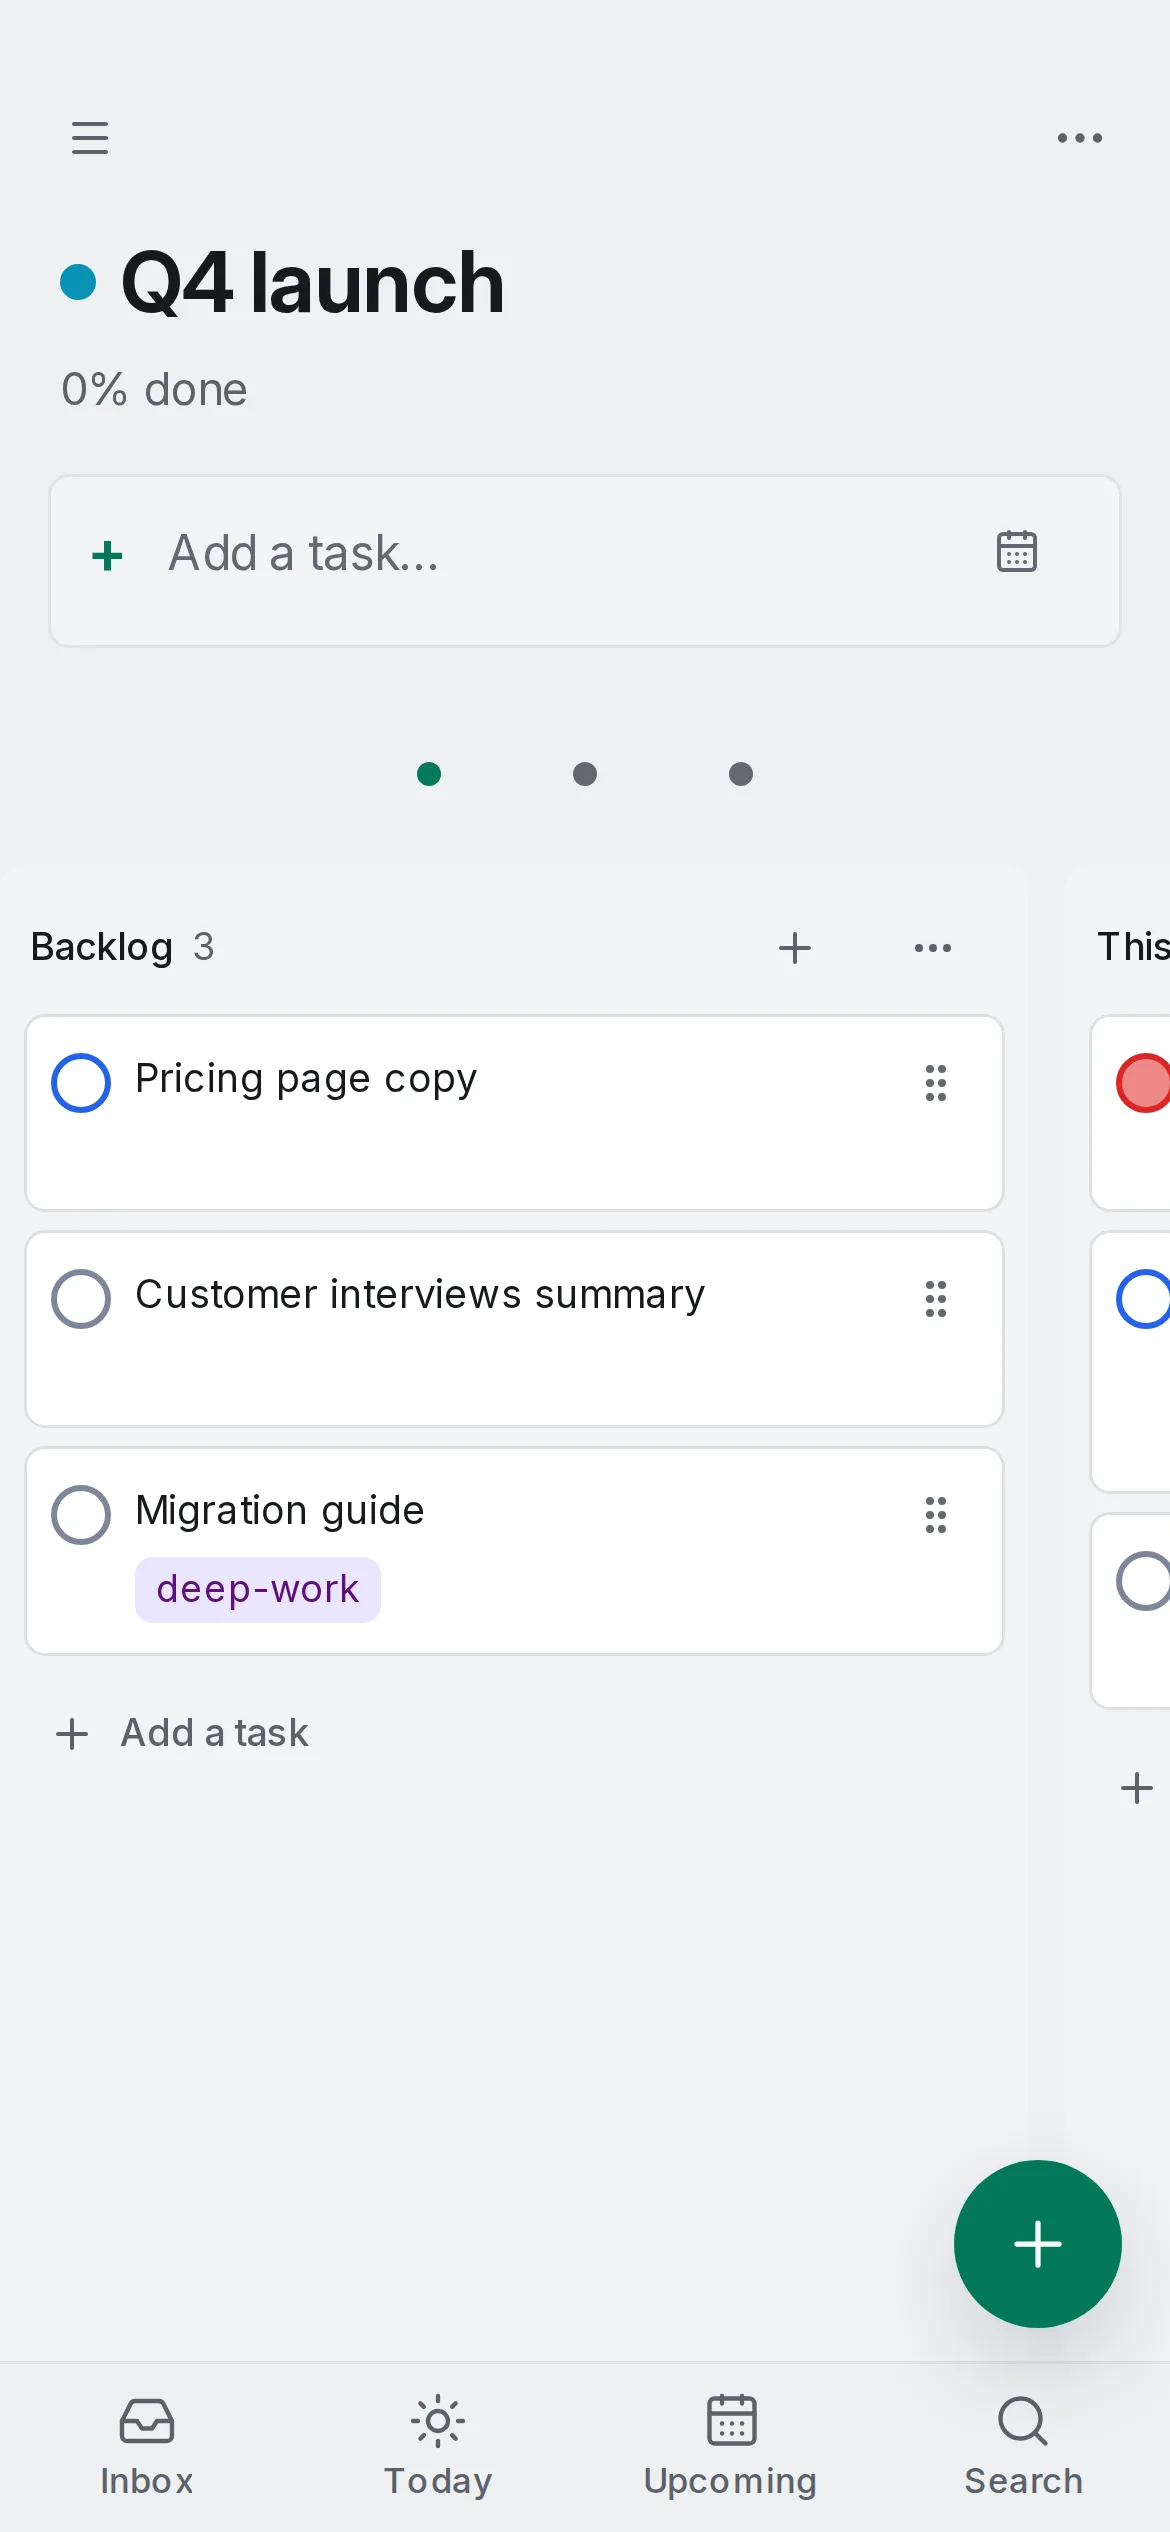 Q4 launch
0% done
Add a task...
Backlog 3
This
Pricing page copy
Customer interviews summary
Migration guide
deep-work
Add a task
Inbox
Today
Upcoming
Search